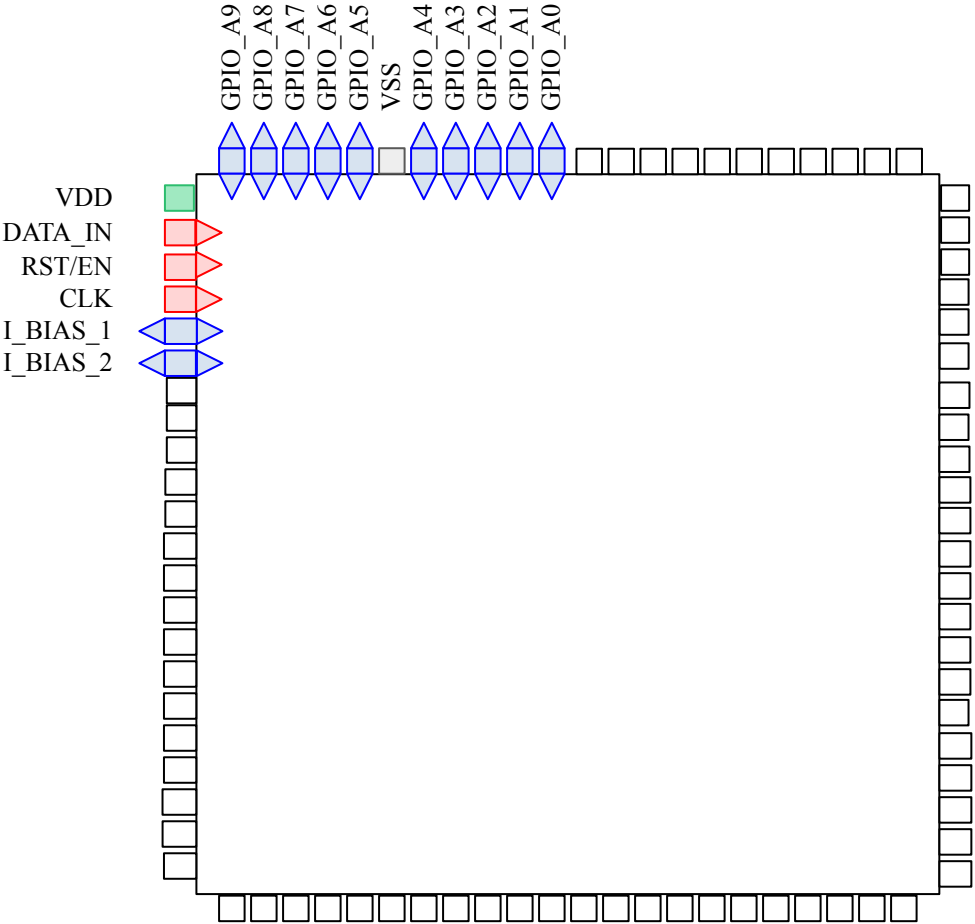 GPIO_A9
GPIO_A8
GPIO_A7
GPIO_A6
GPIO_A5
VSS
GPIO_A4
GPIO_A3
GPIO_A2
GPIO_A1
GPIO_A0
VDD
DATA_IN
RST/EN
CLK
I_BIAS_1
I_BIAS_2